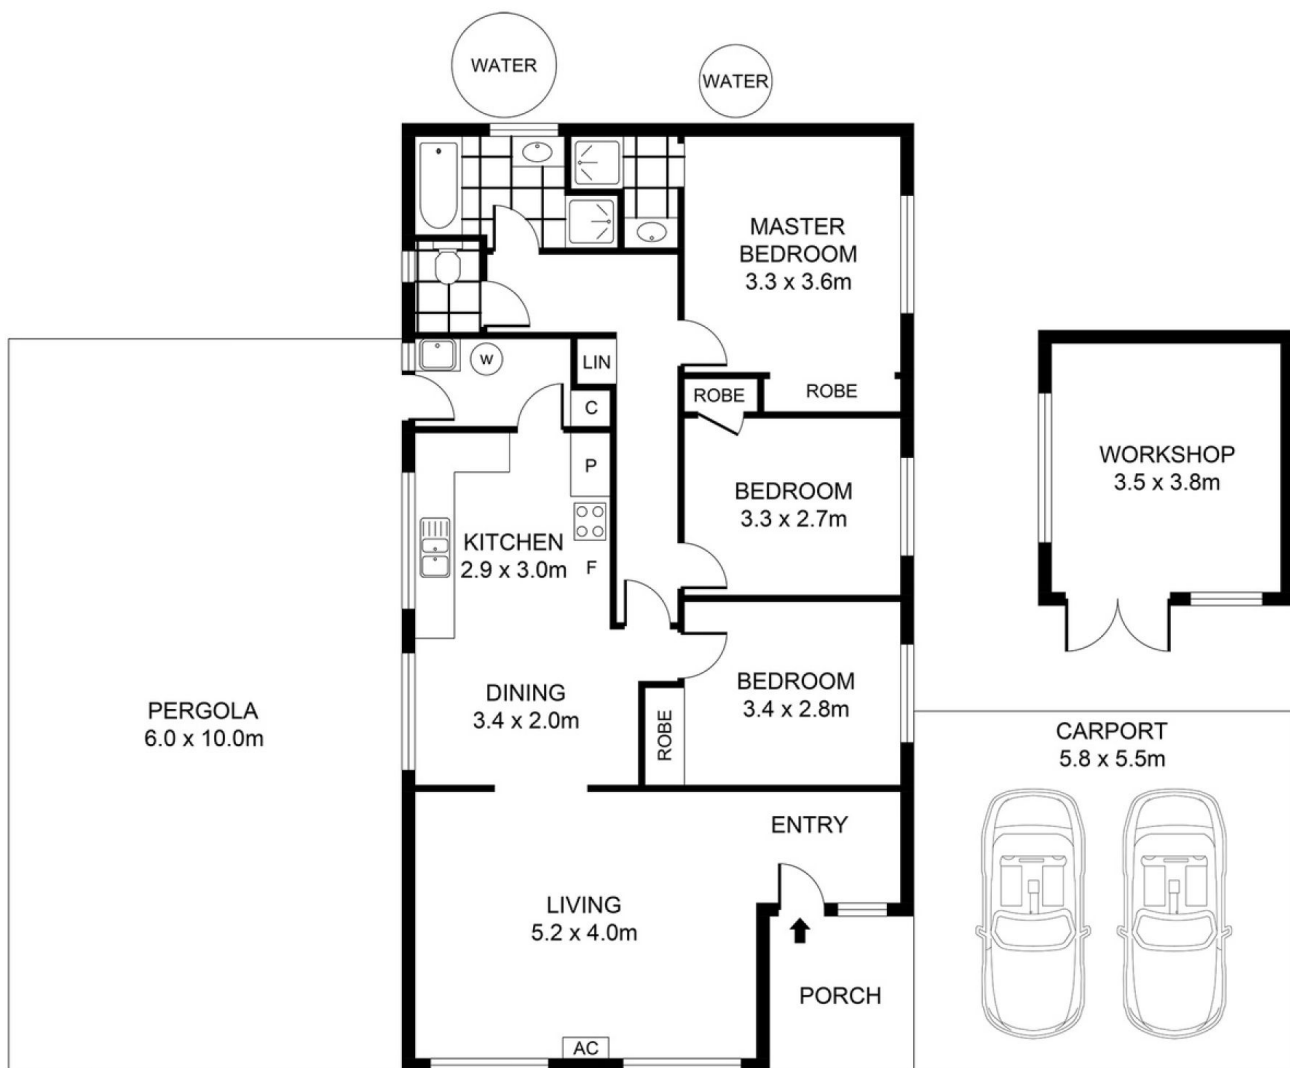 WATER
WATER
MASTER
BEDROOM
3.3 x 3.6m
W
LIN
C
ROBE
ROBE
P
KITCHEN
2.9 x 3.0m
F
BEDROOM
3.3 x 2.7m
WORKSHOP
3.5 x 3.8m
PERGOLA
6.0 x 10.0m
DINING
3.4 x 2.0m
ROBE
BEDROOM
3.4 x 2.8m
CARPORT
5.8 x 5.5m
ENTRY
LIVING
5.2 x 4.0m
PORCH
AC